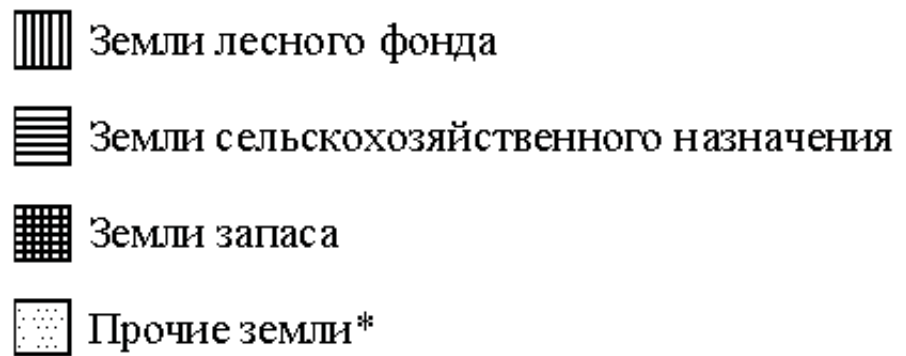 Земли лесного фонда
Земли сельскохозяйственного назначения
Земли запаса
Прочие земли*